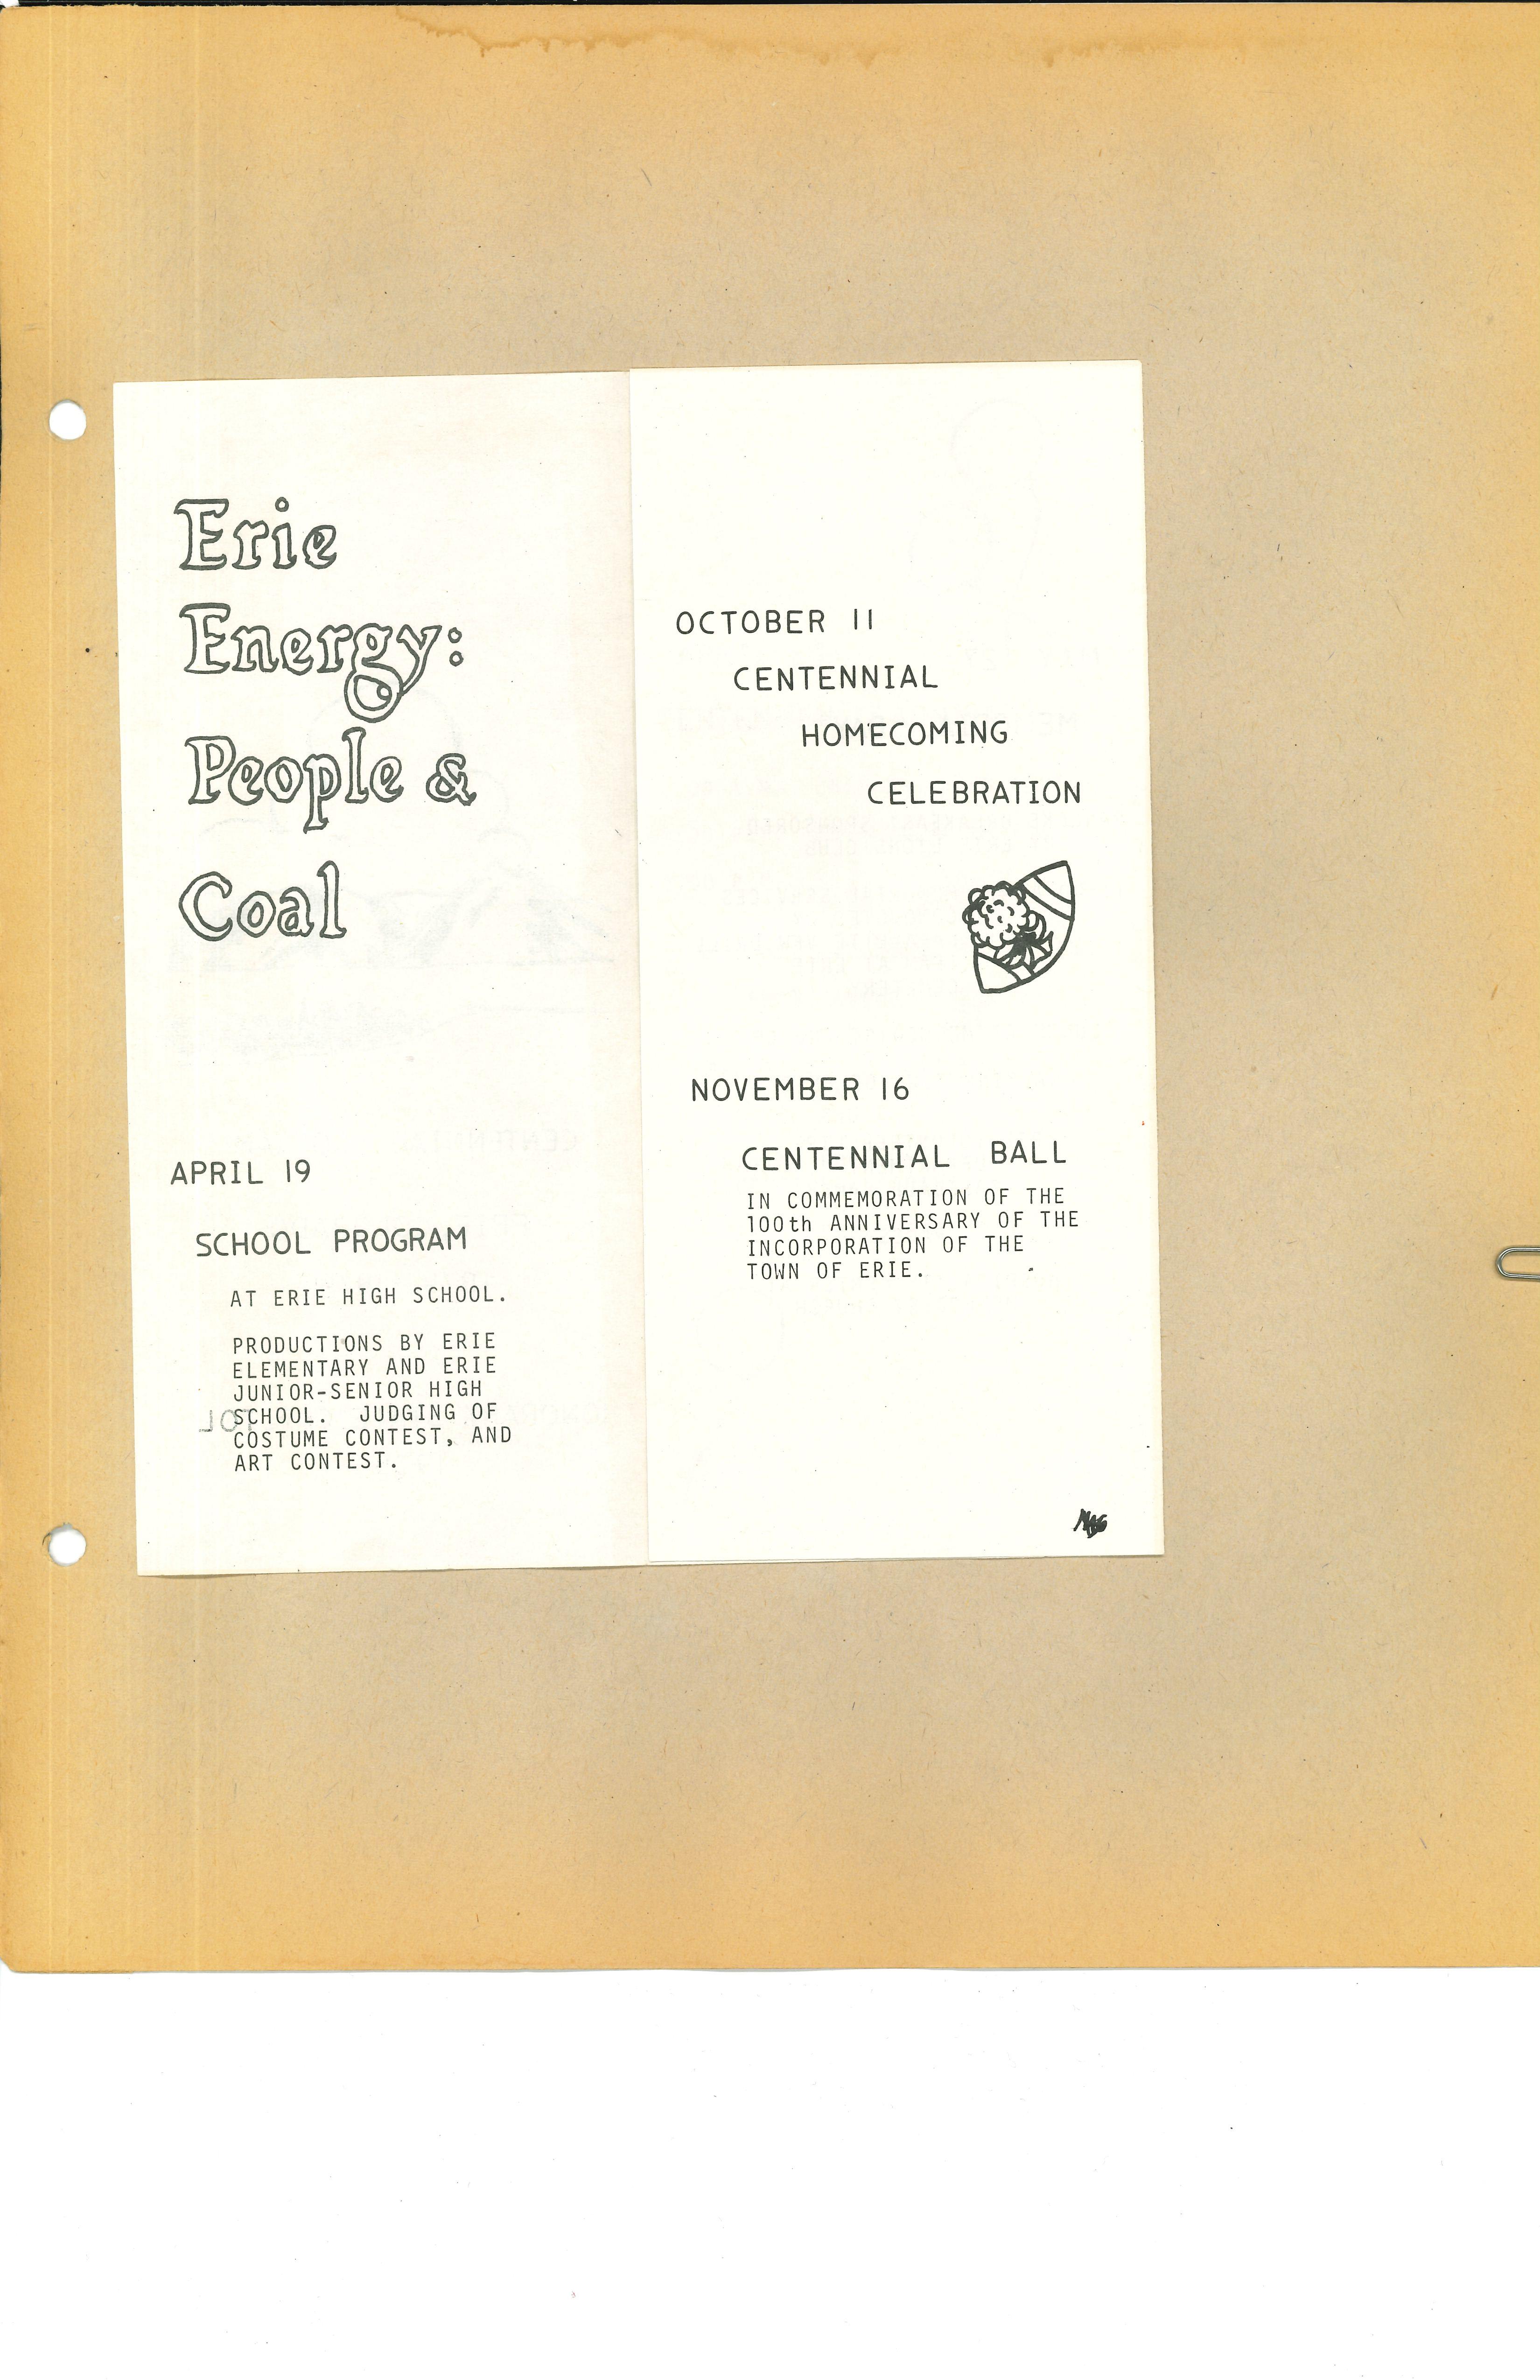 Erie
Energy:
People &
Coal
APRIL 19
SCHOOL PROGRAM
AT ERIE HIGH SCHOOL.
PRODUCTIONS BY ERIE
ELEMENTARY AND ERIE
JUNIOR-SENIOR HIGH
SCHOOL. JUDGING OF
COSTUME CONTEST, AND
ART CONTEST.
OCTOBER 11
CENTENNIAL
HOMECOMING
CELEBRATION
NOVEMBER 16
CENTENNIAL BALL
IN COMMEMORATION OF THE
100th ANNIVERSARY OF THE
INCORPORATION OF THE
TOWN OF ERIE.